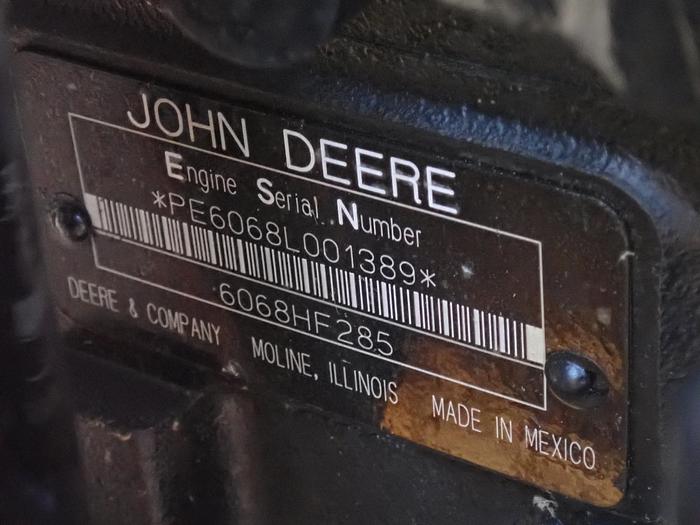 JOHN DEERE
Engine Serial Number
*PE6068L001389*
6068HF285
DEERE & COMPANY MOLINE, ILLINOIS MADE IN MEXICO